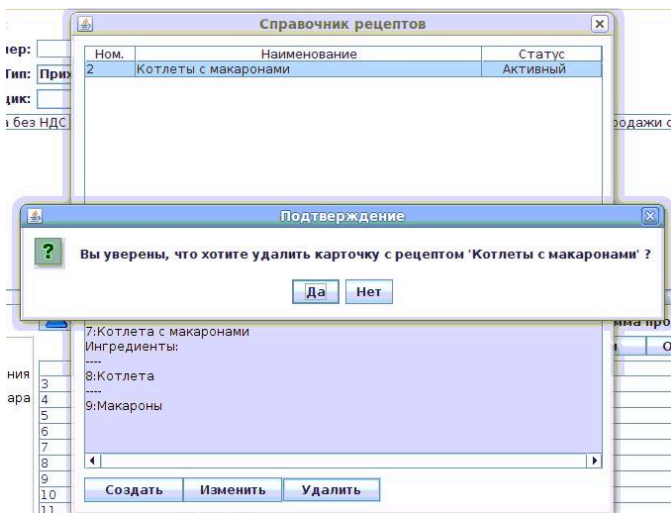 Справочник рецептов
Тип: При
а без НДС
Ном. Наименование Статус
2 Котлеты с макаронами Активный
Подтверждение
?
Вы уверены, что хотите удалить карточку с рецептом 'Котлеты с макаронами' ?
Да Нет
7:Котлета с макаронами
Ингредиенты:
----
8:Котлета
----
9:Макароны
3
4
5
6
7
8
9
10
11
Создать Изменить Удалить